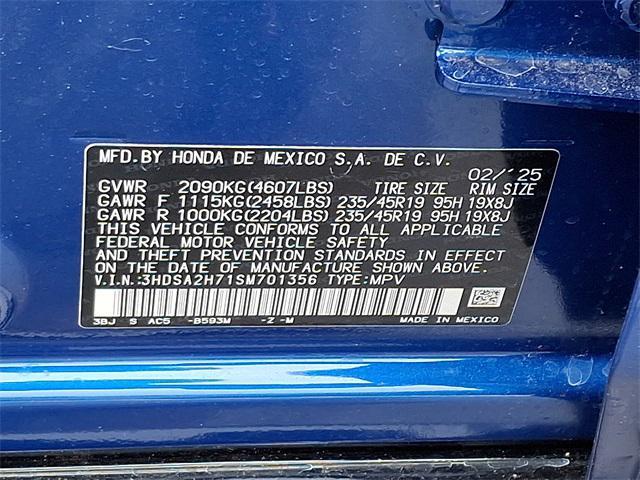 MFD.BY HONDA DE MEXICO S.A. DE C.V.
02/'25
GVWR 2090KG(4607LBS) TIRE SIZE RIM SIZE
GAWR F 1115KG(2458LBS) 235/45R19 95H 19X8J
GAWR R 1000KG(2204LBS) 235/45R19 95H 19X8J
THIS VEHICLE CONFORMS TO ALL APPLICABLE
FEDERAL MOTOR VEHICLE SAFETY
AND THEFT PREVENTION STANDARDS IN EFFECT
ON THE DATE OF MANUFACTURE SHOWN ABOVE.
V.I.N.:3HDSA2H71SM701356 TYPE:MPV
3BJ S AC5 -B593M -Z -M MADE IN MEXICO